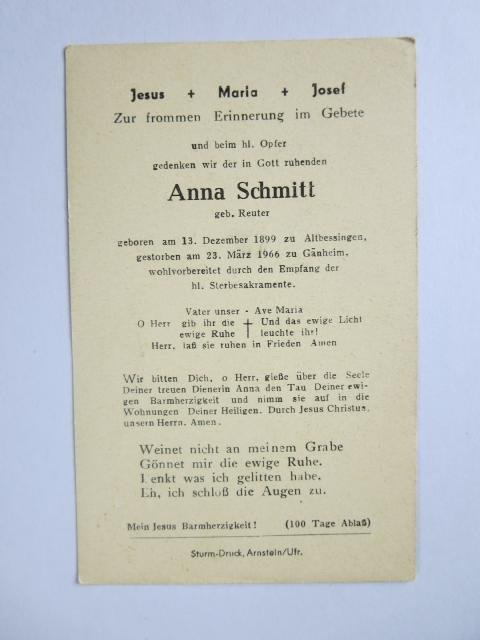 Jesus + Maria + Josef
Zur frommen Erinnerung im Gebete
und beim hl. Opfer
gedenken wir der in Gott ruhenden
Anna Schmitt
geb. Reuter
geboren am 13. Dezember 1899 zu Altbessingen,
gestorben am 23. März 1966 zu Gänheim,
wohlvorbereitet durch den Empfang der
hl. Sterbesakramente.
Vater unser - Ave Maria
O Herr gib ihr die † Und das ewige Licht
ewige Ruhe leuchte ihr!
Herr, laß sie ruhen in Frieden Amen
Wir bitten Dich, o Herr, gieße über die Seele
Deiner treuen Dienerin Anna den Tau Deiner ewi-
gen Barmherzigkeit und nimm sie auf in die
Wohnungen Deiner Heiligen. Durch Jesus Christus,
unsern Herrn. Amen.
Weinet nicht an meinem Grabe
Gönnet mir die ewige Ruhe.
Denkt was ich gelitten habe,
Eh, ich schloß die Augen zu.
Mein Jesus Barmherzigkeit! (100 Tage Ablaß)
Sturm-Druck, Arnstein/Ufr.